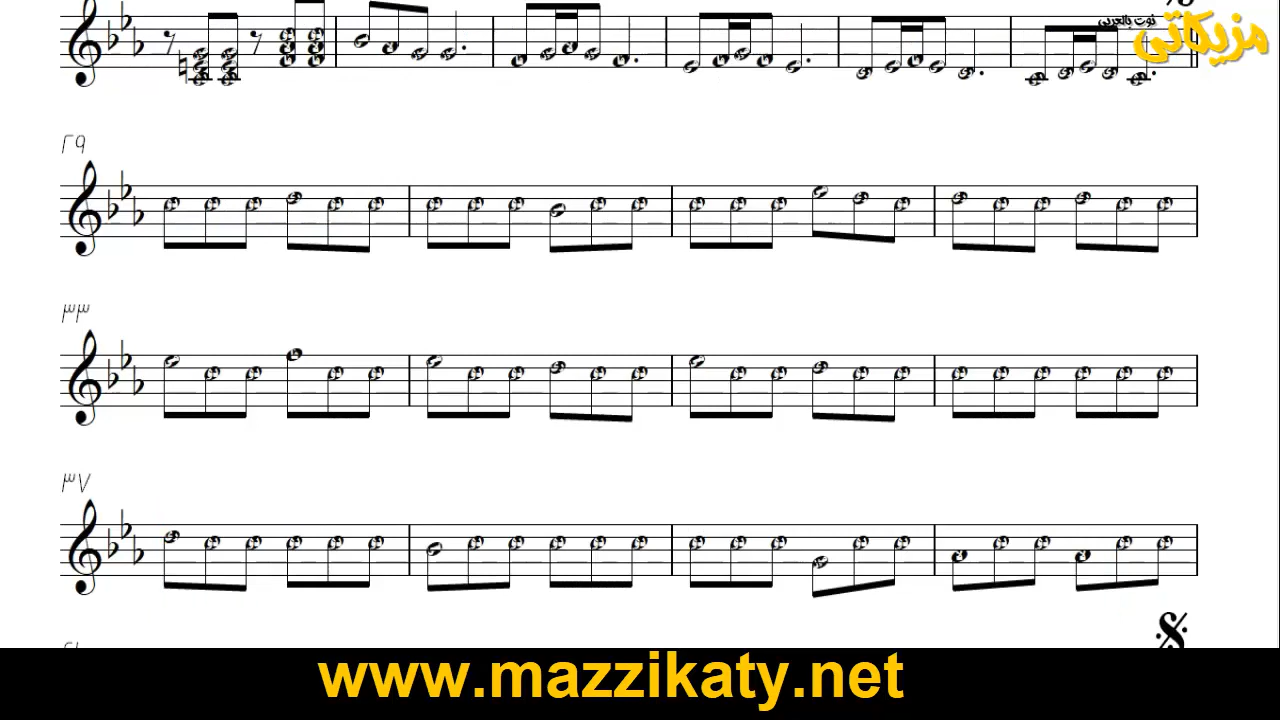 نوت بالعربي
مزيكاتي
٢٩
٣٣
٣٧
www.mazzikaty.net